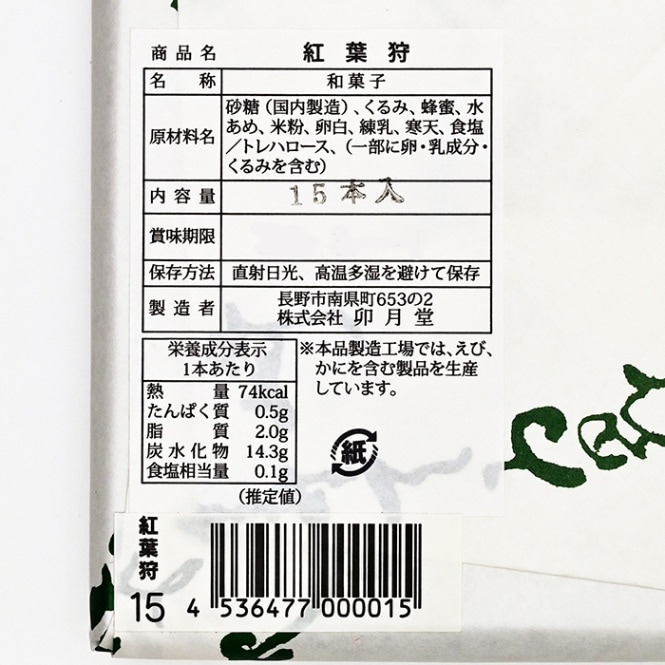 商品名 紅葉狩
名称 和菓子
原材料名 砂糖（国内製造）、くるみ、蜂蜜、水
あめ、米粉、卵白、練乳、寒天、食塩
／トレハロース、（一部に卵・乳成分・
くるみを含む）
内容量 15本入
賞味期限
保存方法 直射日光、高温多湿を避けて保存
製造者 長野市南県町653の2
株式会社 卯月堂
栄養成分表示
1本あたり
熱量 74kcal
たんぱく質 0.5g
脂質 2.0g
炭水化物 14.3g
食塩相当量 0.1g
（推定値）
※本品製造工場では、えび、
かにを含む製品を生産
しています。
紙
紅葉狩
15
4 536477 000015